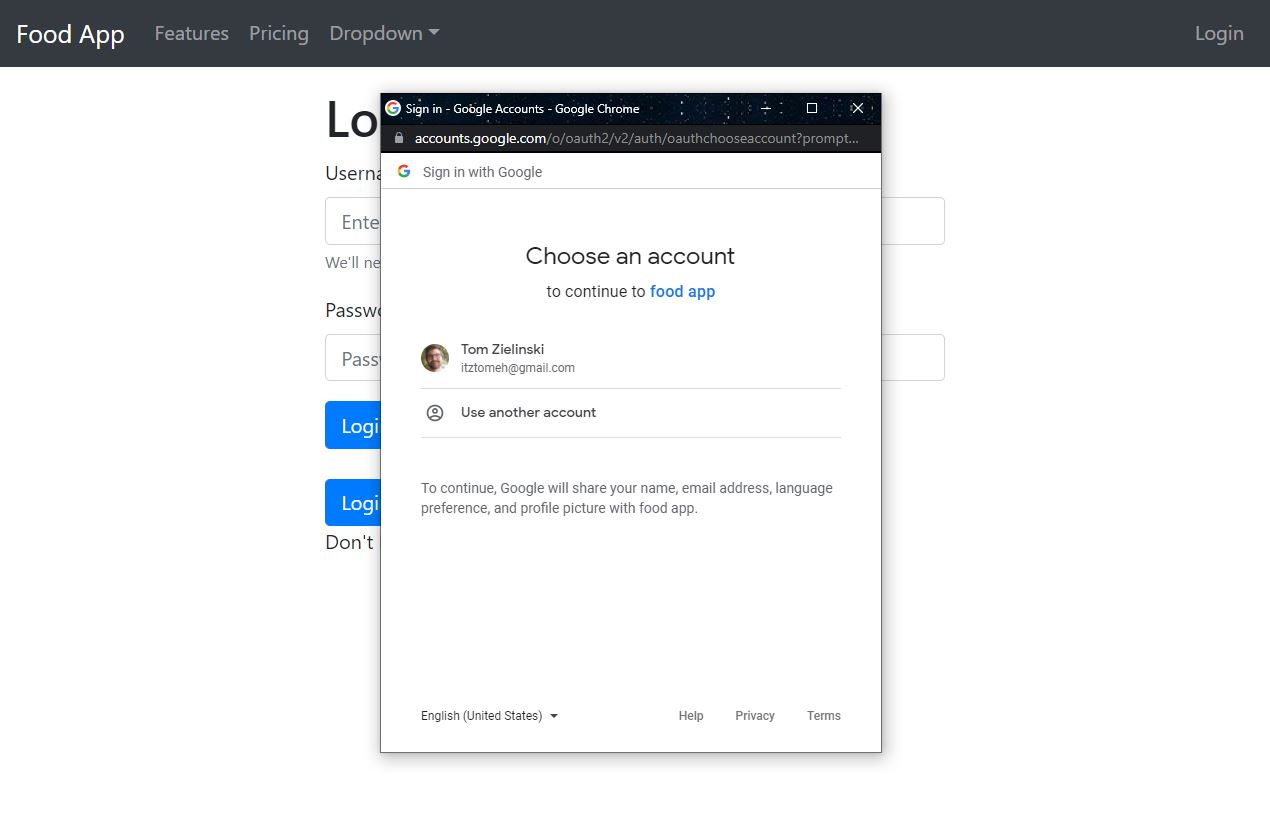 Food App Features Pricing Dropdown Login
Sign in - Google Accounts - Google Chrome
accounts.google.com/o/oauth2/v2/auth/oauthchooseaccount?prompt...
Sign in with Google
Choose an account
to continue to food app
Tom Zielinski
itztomeh@gmail.com
Use another account
To continue, Google will share your name, email address, language
preference, and profile picture with food app.
English (United States) Help Privacy Terms
Lo
Userna
Ente
We'll ne
Passwo
Pass
Logi
Logi
Don't